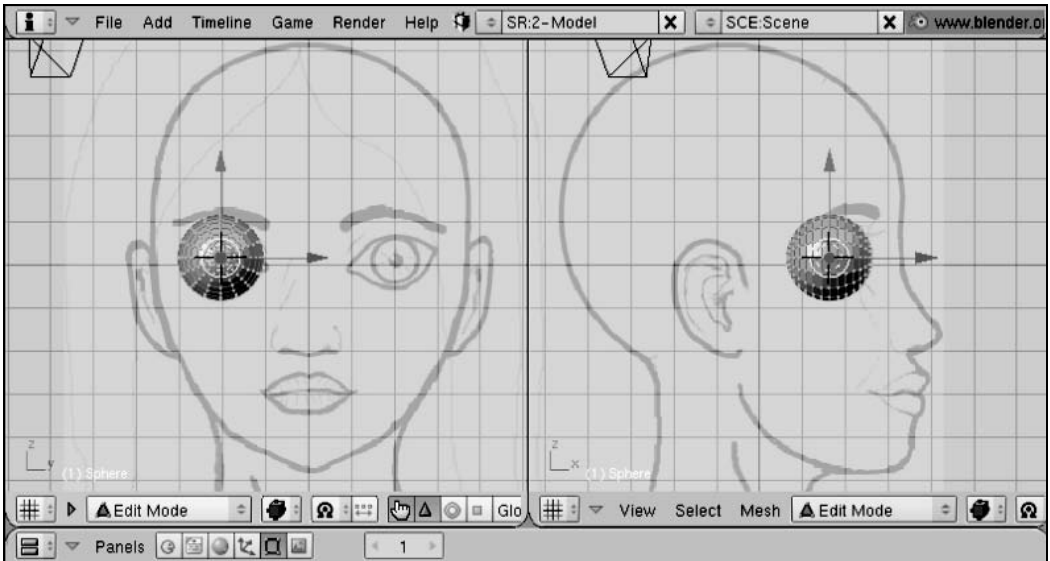 File Add Timeline Game Render Help SR:2-Model X SCE:Scene X www.blender.o
z
y
(1) Sphere
z
x
(1) Sphere
Edit Mode Glo
View Select Mesh Edit Mode
Panels 1